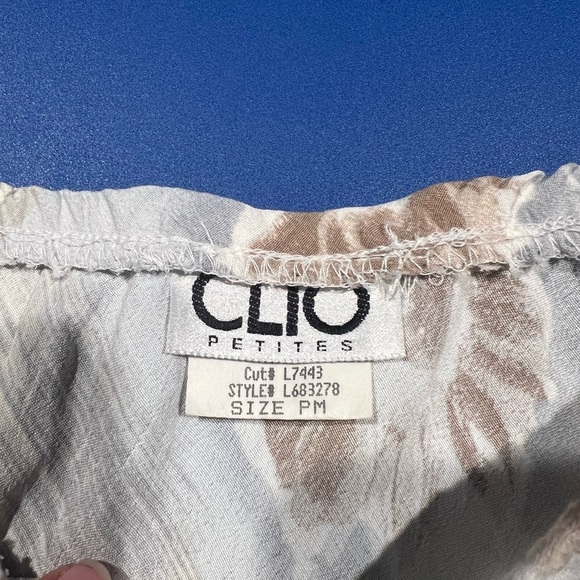 CLIO
PETITES
Cut# L7443
STYLE# L683278
SIZE PM